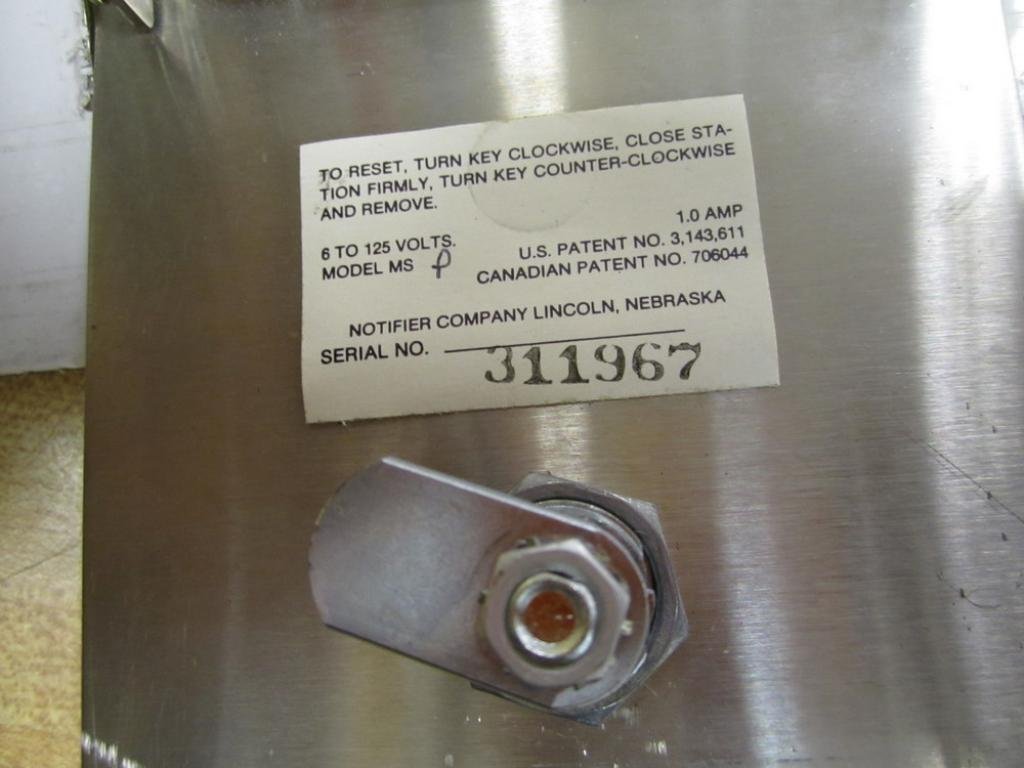 TO RESET, TURN KEY CLOCKWISE, CLOSE STA-
TION FIRMLY, TURN KEY COUNTER-CLOCKWISE
AND REMOVE.
1.0 AMP
6 TO 125 VOLTS. U.S. PATENT NO. 3,143,611
MODEL MS P CANADIAN PATENT NO. 706044
NOTIFIER COMPANY LINCOLN, NEBRASKA
SERIAL NO. 311967